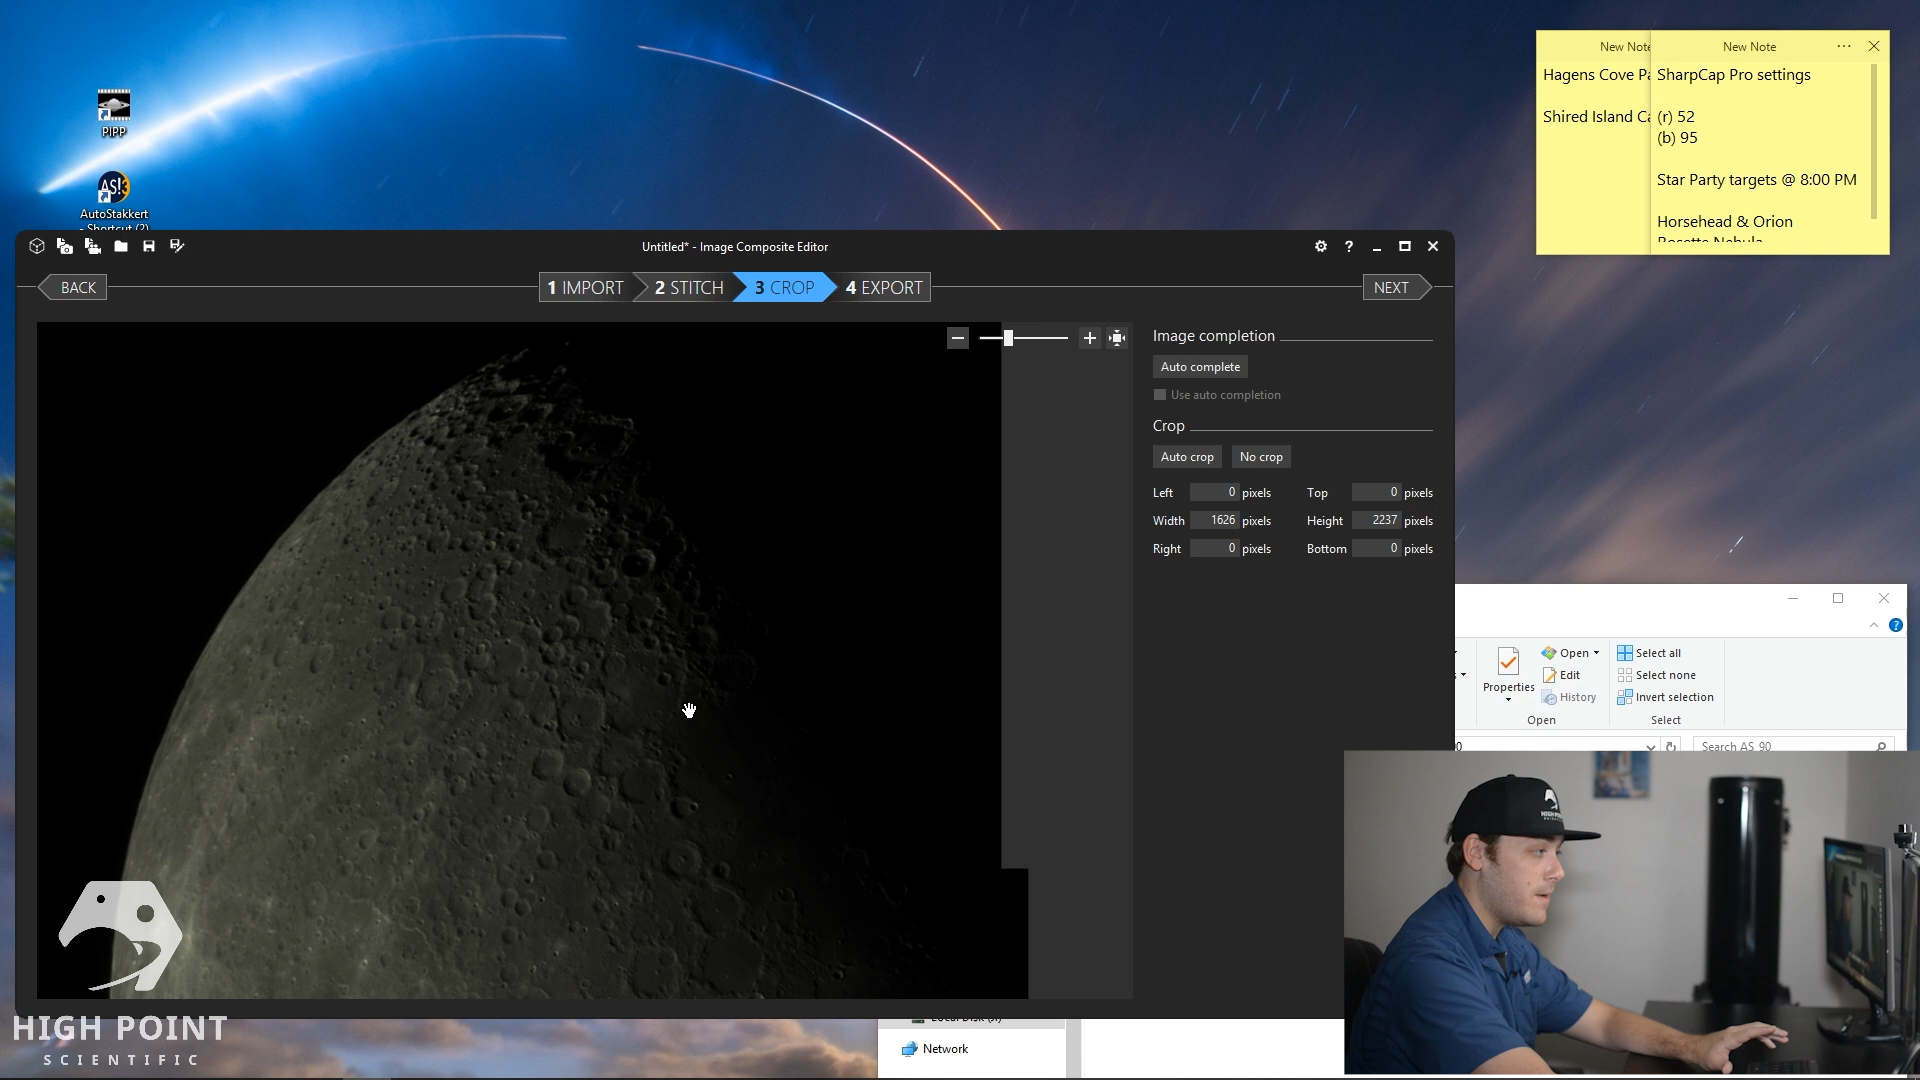 PIPP
AS!3
AutoStakkert
- Shortcut (2)
New Note
Hagens Cove
Shired Island
New Note
SharpCap Pro settings
(r) 52
(b) 95
Star Party targets @ 8:00 PM
Horsehead & Orion
Rosette Nebula
Untitled* - Image Composite Editor
?
BACK
1 IMPORT
2 STITCH
3 CROP
4 EXPORT
NEXT
Image completion
Auto complete
Use auto completion
Crop
Auto crop
No crop
Left 0 pixels
Top 0 pixels
Width 1626 pixels
Height 2237 pixels
Right 0 pixels
Bottom 0 pixels
Properties
Open
Edit
History
Open
Select all
Select none
Invert selection
Select
Search AS_90
Network
HIGH POINT
SCIENTIFIC